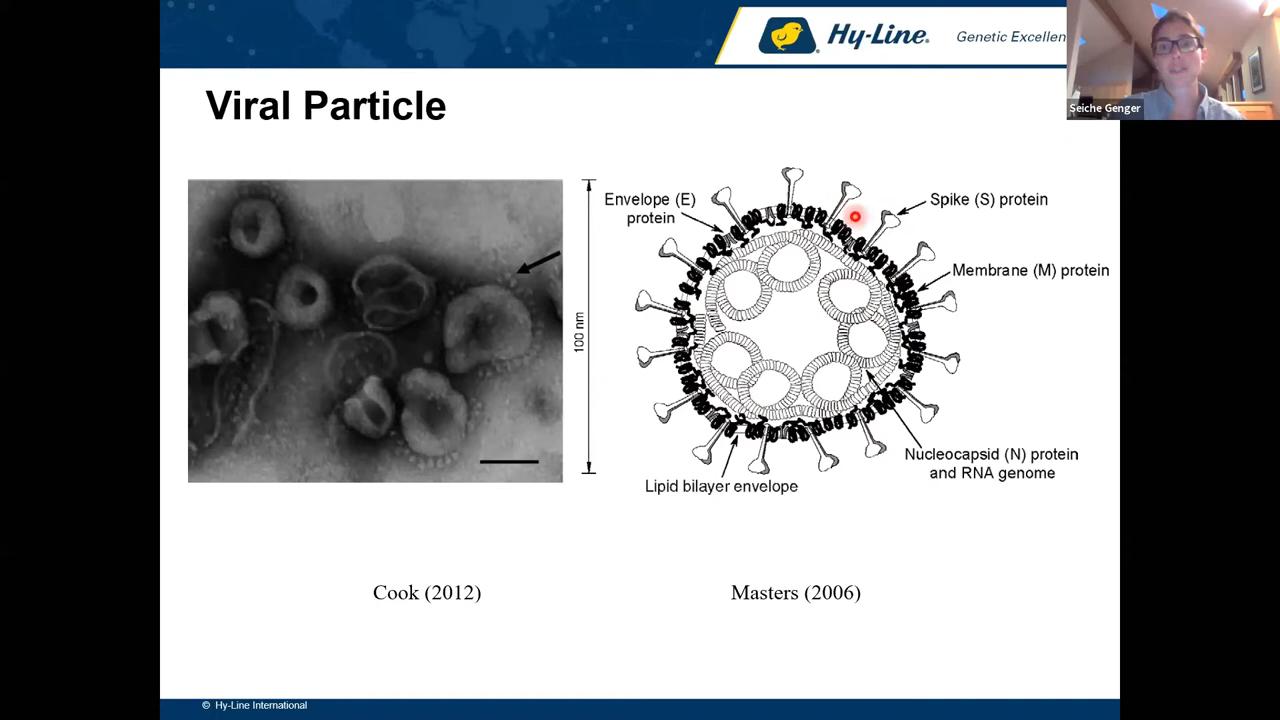 Hy-Line®
Genetic Excellen
Seiche Genger
Viral Particle
Envelope (E)
protein
Spike (S) protein
Membrane (M) protein
100 nm
Nucleocapsid (N) protein
and RNA genome
Lipid bilayer envelope
Cook (2012)
Masters (2006)
© Hy-Line International